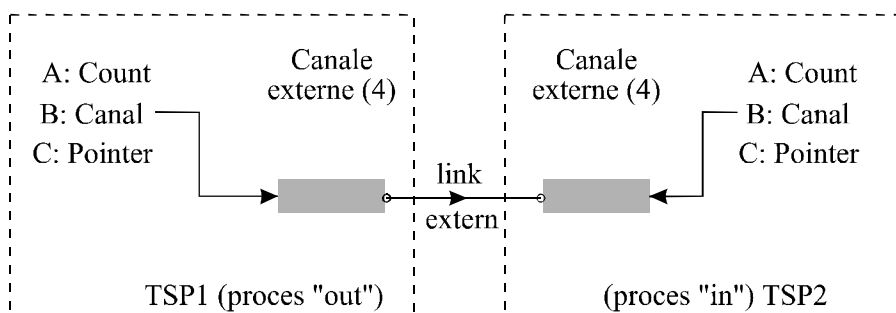 Canale
externe (4)
A: Count
B: Canal
C: Pointer
TSP1 (proces "out")
link
extern
Canale
externe (4)
A: Count
B: Canal
C: Pointer
(proces "in") TSP2